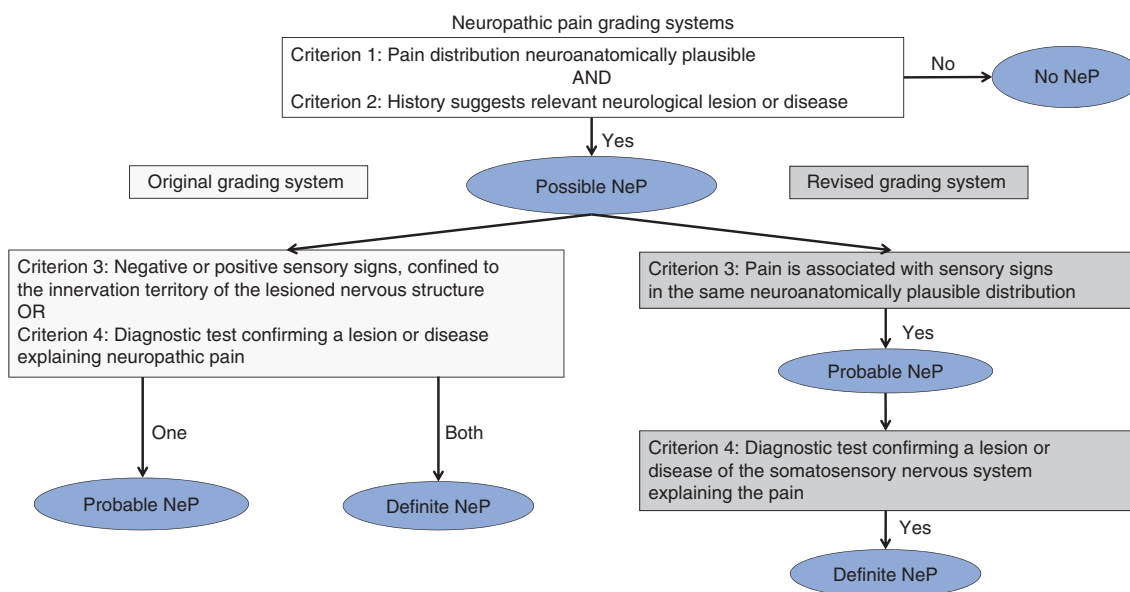 Neuropathic pain grading systems
Criterion 1: Pain distribution neuroanatomically plausible
AND
Criterion 2: History suggests relevant neurological lesion or disease
No
No NeP
Yes
Original grading system
Possible NeP
Revised grading system
Criterion 3: Negative or positive sensory signs, confined to
the innervation territory of the lesioned nervous structure
OR
Criterion 4: Diagnostic test confirming a lesion or disease
explaining neuropathic pain
One
Both
Probable NeP
Definite NeP
Criterion 3: Pain is associated with sensory signs
in the same neuroanatomically plausible distribution
Yes
Probable NeP
Criterion 4: Diagnostic test confirming a lesion or
disease of the somatosensory nervous system
explaining the pain
Yes
Definite NeP